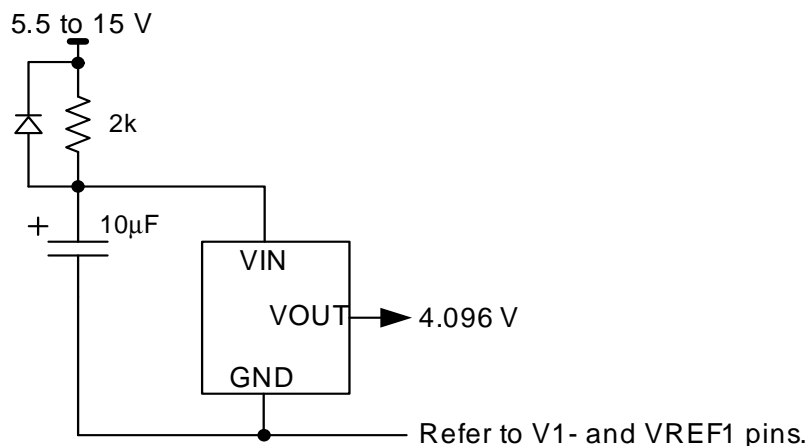 5.5 to 15 V
2k
+
10μF
VIN
VOUT
4.096 V
GND
Refer to V1- and VREF1 pins.